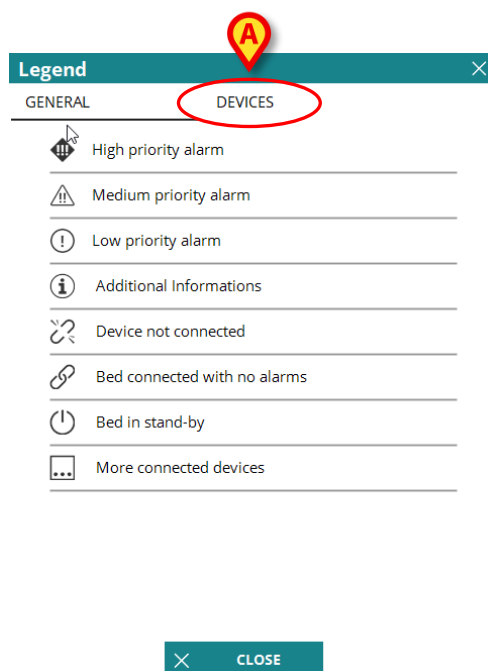 A
Legend
GENERAL DEVICES
High priority alarm
Medium priority alarm
Low priority alarm
Additional Informations
Device not connected
Bed connected with no alarms
Bed in stand-by
More connected devices
CLOSE